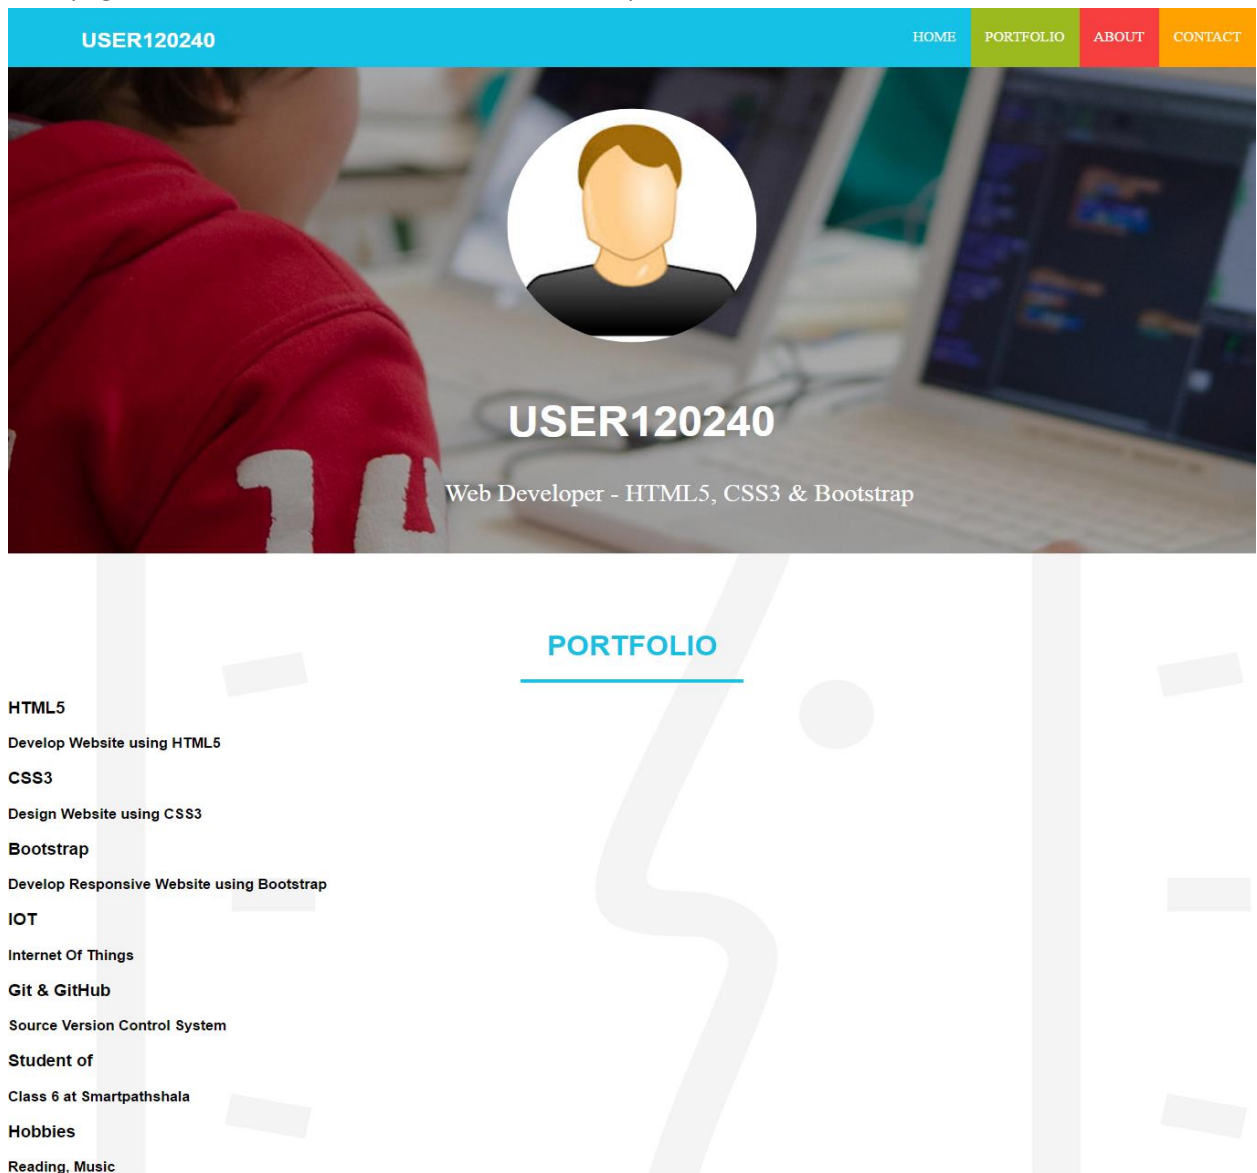 USER120240
HOME PORTFOLIO ABOUT CONTACT
USER120240
Web Developer - HTML5, CSS3 & Bootstrap
PORTFOLIO
HTML5
Develop Website using HTML5
CSS3
Design Website using CSS3
Bootstrap
Develop Responsive Website using Bootstrap
IOT
Internet Of Things
Git & GitHub
Source Version Control System
Student of
Class 6 at Smartpathshala
Hobbies
Reading, Music